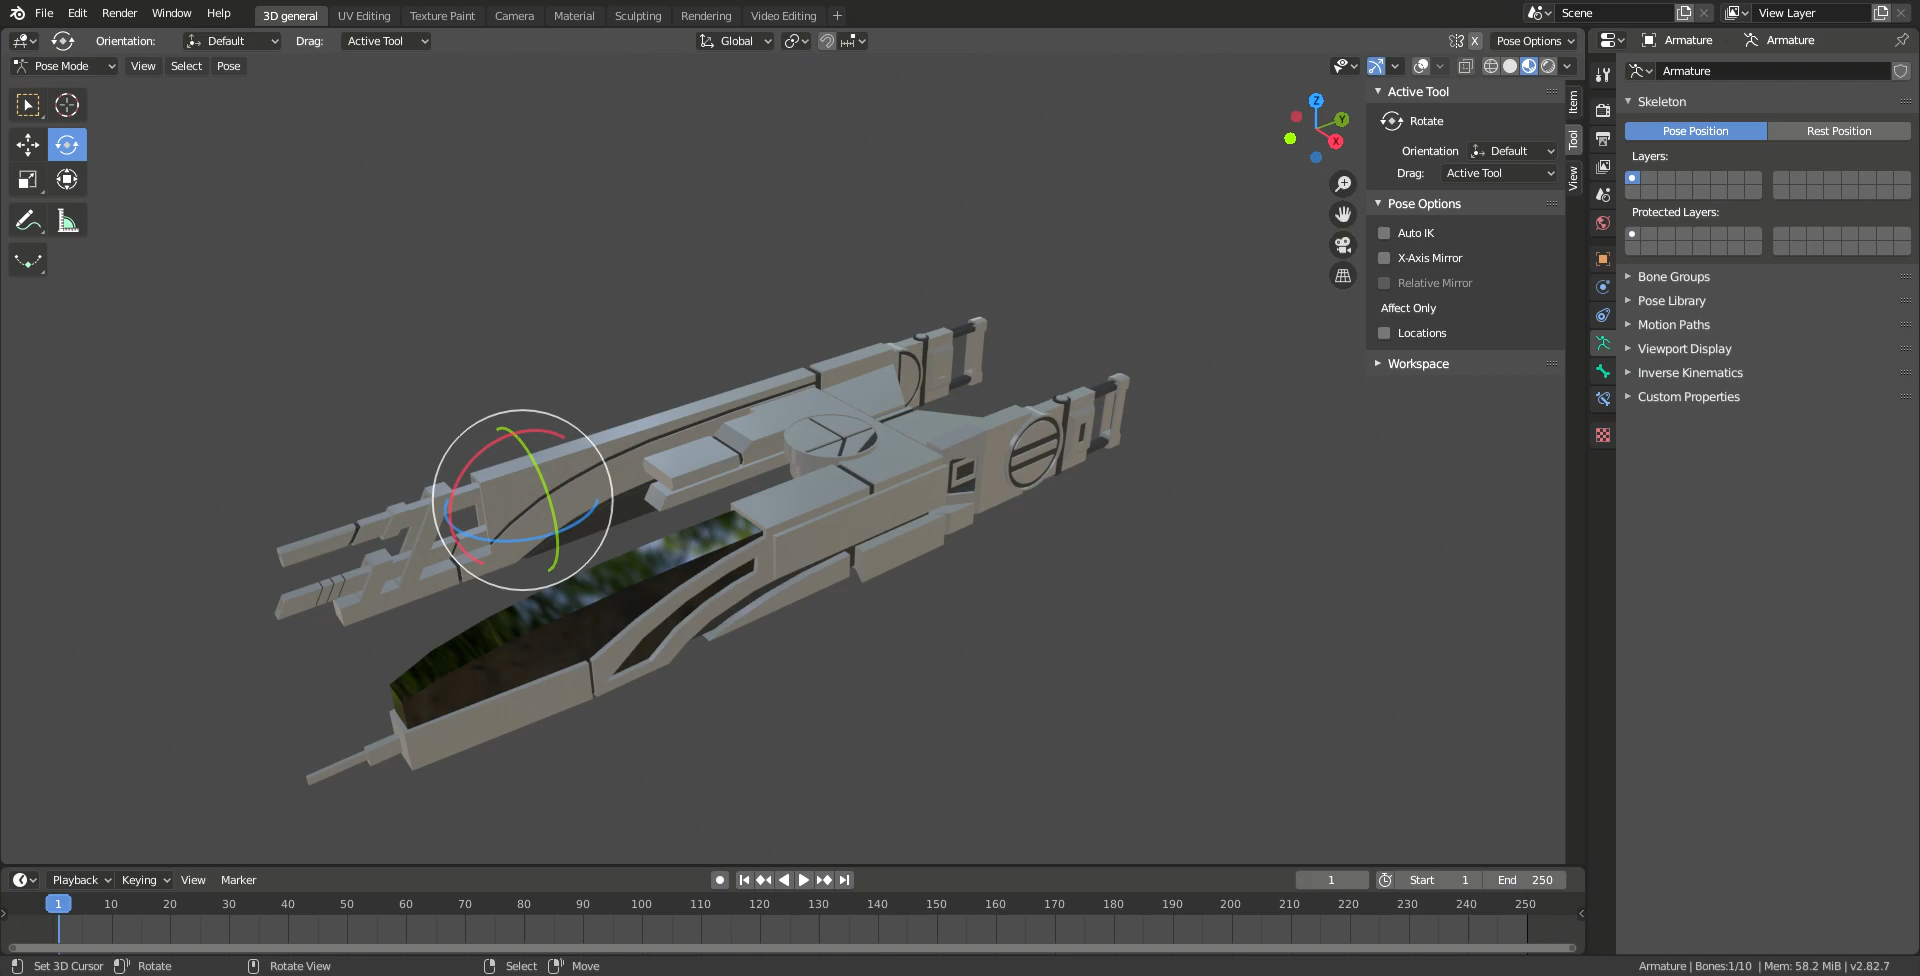 File Edit Render Window Help 3D general UV Editing Texture Paint Camera Material Sculpting Rendering Video Editing + Scene View Layer
Orientation: Default Drag: Active Tool Global X Pose Options Armature Armature
Pose Mode View Select Pose
Armature
Active Tool
Rotate
Orientation Default
Drag: Active Tool
Pose Options
Auto IK
X-Axis Mirror
Relative Mirror
Affect Only
Locations
Workspace
Item
Tool
View
Z
Y
X
Skeleton
Pose Position Rest Position
Layers:
Protected Layers:
Bone Groups
Pose Library
Motion Paths
Viewport Display
Inverse Kinematics
Custom Properties
Playback Keying View Marker 1 Start 1 End 250
1 10 20 30 40 50 60 70 80 90 100 110 120 130 140 150 160 170 180 190 200 210 220 230 240 250
Set 3D Cursor Rotate Rotate View Select Move Armature | Bones:1/10 | Mem: 58.2 MiB | v2.82.7